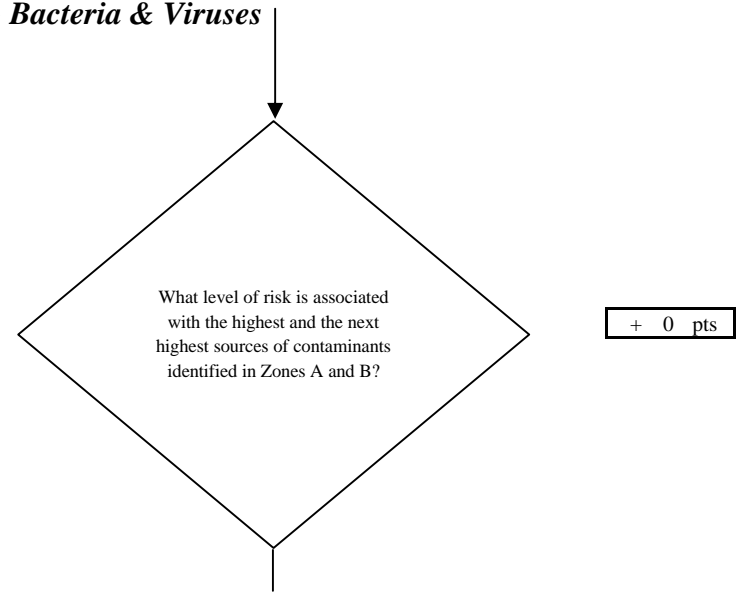 Bacteria & Viruses
What level of risk is associated
with the highest and the next
highest sources of contaminants
identified in Zones A and B?
+ 0 pts